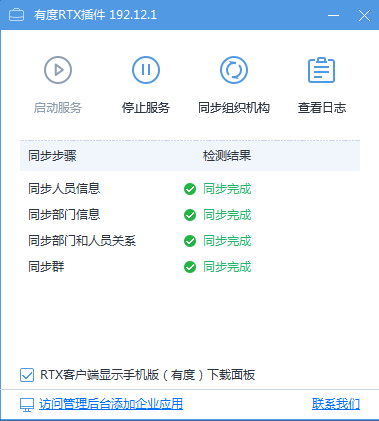 有度RTX插件 192.12.1
启动服务 停止服务 同步组织机构 查看日志
同步步骤 检测结果
同步人员信息 同步完成
同步部门信息 同步完成
同步部门和人员关系 同步完成
同步群 同步完成
RTX客户端显示手机版（有度）下载面板
访问管理后台添加企业应用 联系我们